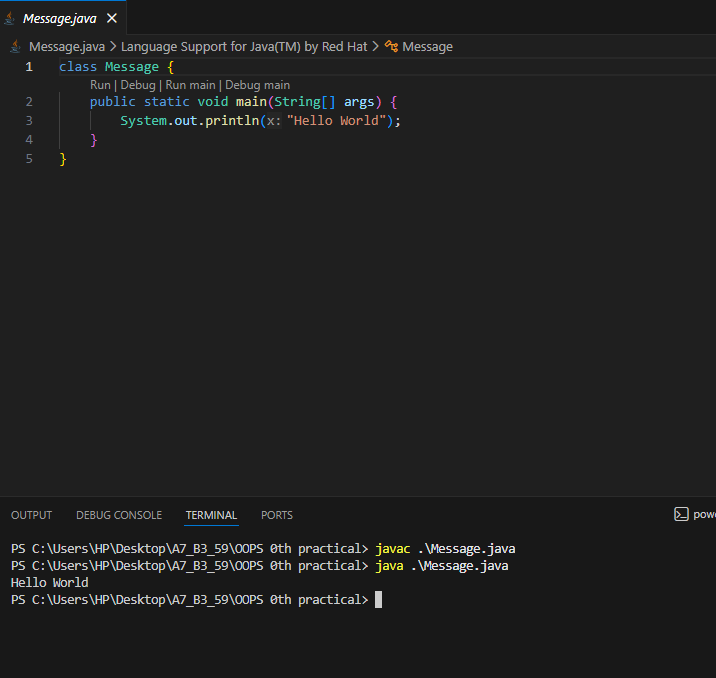 Message.java
Message.java > Language Support for Java(TM) by Red Hat > Message
1 class Message {
Run | Debug | Run main | Debug main
2 public static void main(String[] args) {
3 System.out.println(x: "Hello World");
4 }
5 }
OUTPUT DEBUG CONSOLE TERMINAL PORTS pow
PS C:\Users\HP\Desktop\A7_B3_59\OOPS 0th practical> javac .\Message.java
PS C:\Users\HP\Desktop\A7_B3_59\OOPS 0th practical> java .\Message.java
Hello World
PS C:\Users\HP\Desktop\A7_B3_59\OOPS 0th practical>